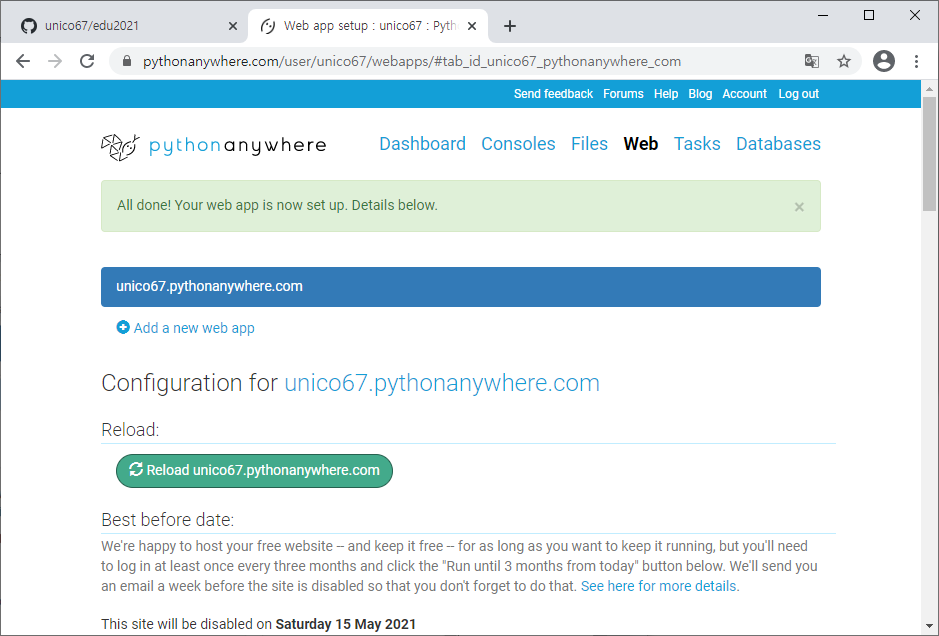 unico67/edu2021
Web app setup : unico67 : Pyth
pythonanywhere.com/user/unico67/webapps/#tab_id_unico67_pythonanywhere_com
Send feedback Forums Help Blog Account Log out
pythonanywhere
Dashboard Consoles Files Web Tasks Databases
All done! Your web app is now set up. Details below.
unico67.pythonanywhere.com
Add a new web app
Configuration for unico67.pythonanywhere.com
Reload:
Reload unico67.pythonanywhere.com
Best before date:
We're happy to host your free website -- and keep it free -- for as long as you want to keep it running, but you'll need
to log in at least once every three months and click the "Run until 3 months from today" button below. We'll send you
an email a week before the site is disabled so that you don't forget to do that. See here for more details.
This site will be disabled on Saturday 15 May 2021